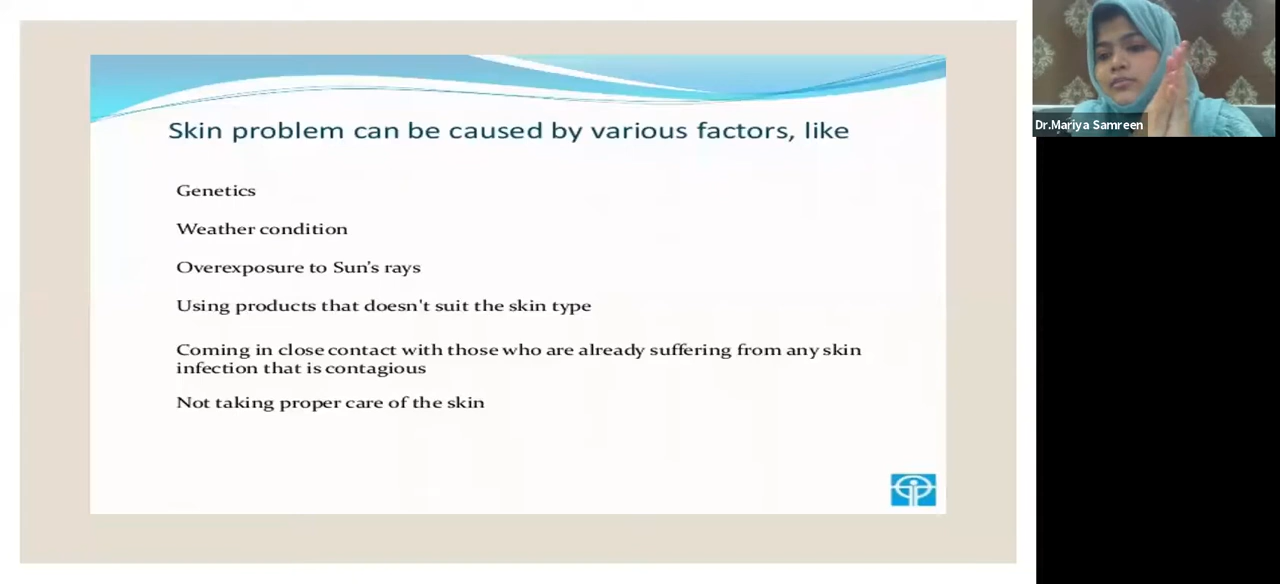 Skin problem can be caused by various factors, like
Genetics
Weather condition
Overexposure to Sun's rays
Using products that doesn't suit the skin type
Coming in close contact with those who are already suffering from any skin
infection that is contagious
Not taking proper care of the skin
Dr.Mariya Samreen